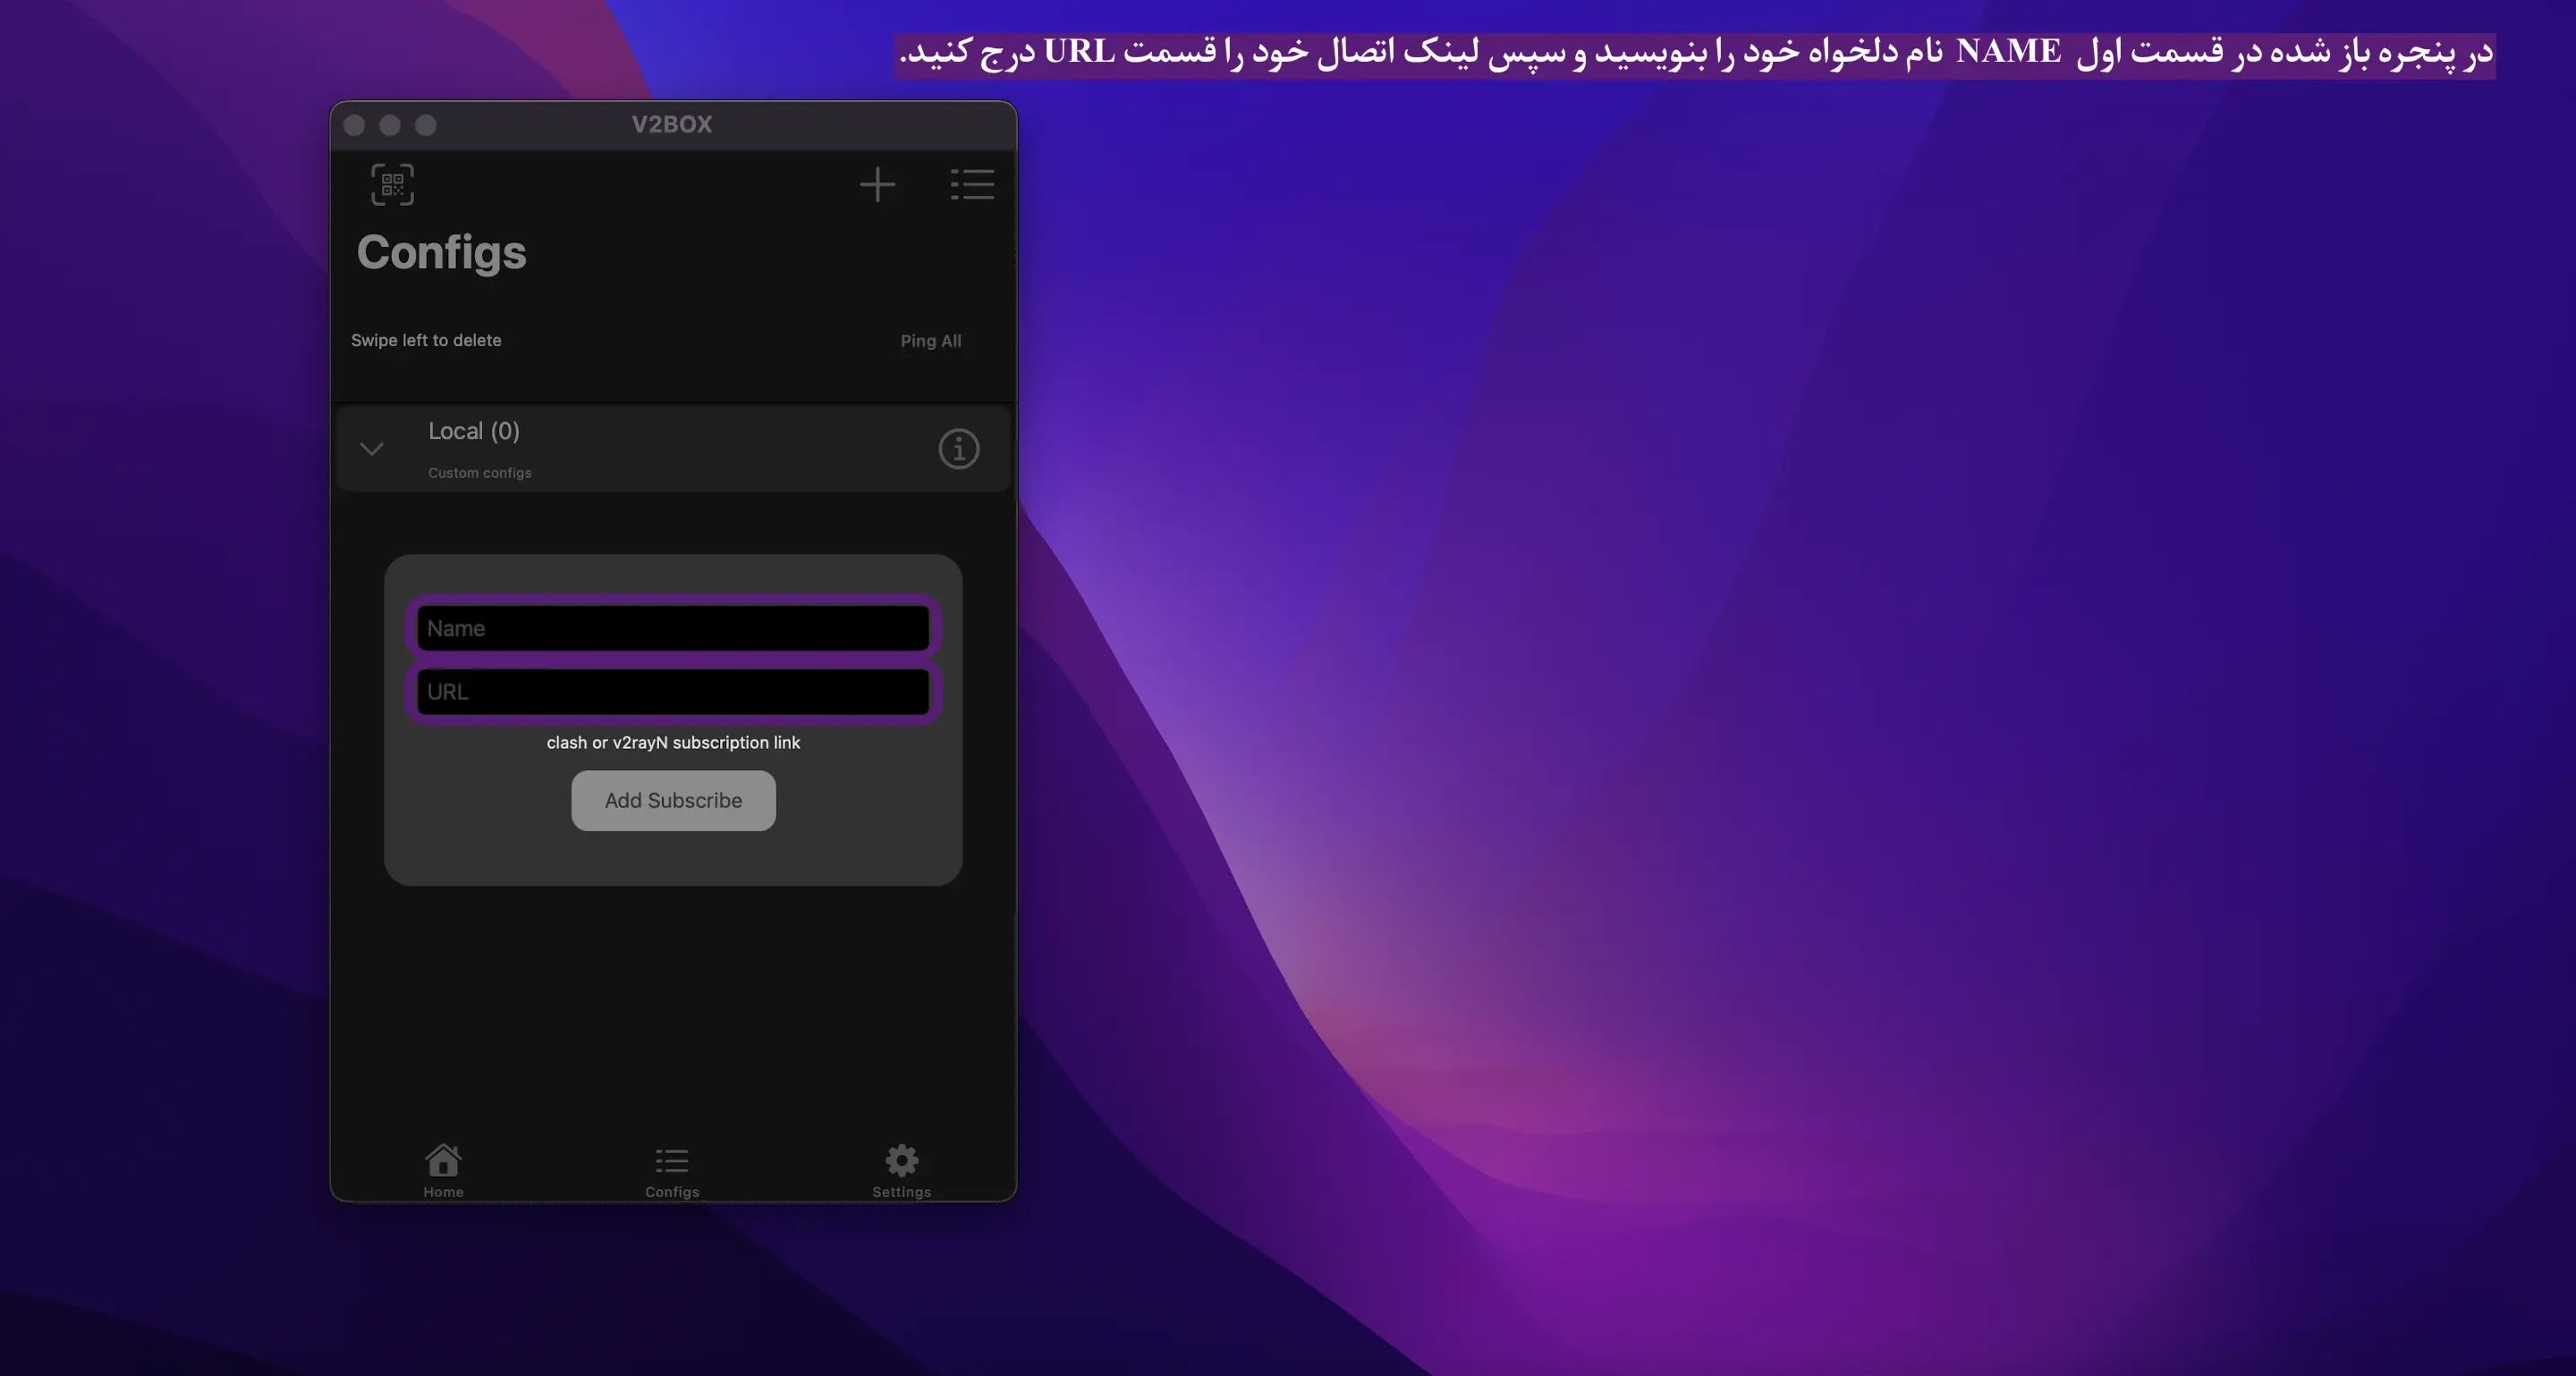 در پنجره باز شده در قسمت اول NAME نام دلخواه خود را بنویسید و سپس لینک اتصال خود را قسمت URL درج کنید.
V2BOX
Configs
Swipe left to delete
Ping All
Local (0)
Custom configs
Name
URL
clash or v2rayN subscription link
Add Subscribe
Home
Configs
Settings